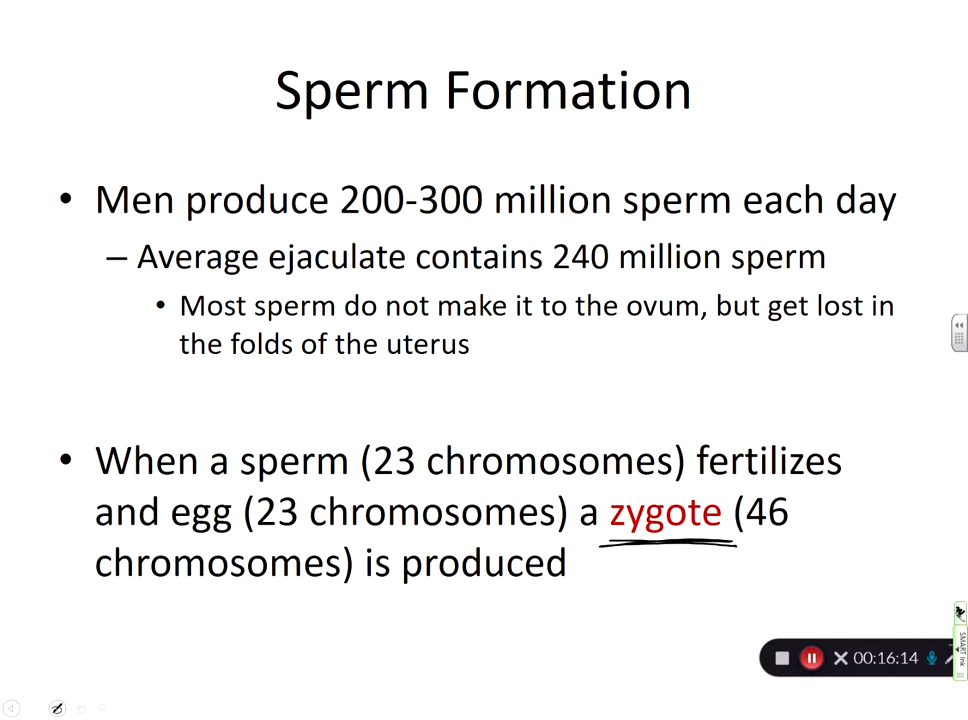 Sperm Formation
• Men produce 200-300 million sperm each day
– Average ejaculate contains 240 million sperm
• Most sperm do not make it to the ovum, but get lost in
the folds of the uterus
• When a sperm (23 chromosomes) fertilizes
and egg (23 chromosomes) a zygote (46
chromosomes) is produced
00:16:14
SMART Ink